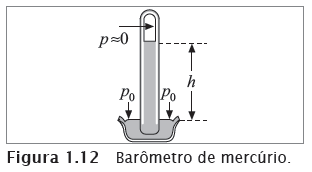 p≈0
h
p0 p0
Figura 1.12 Barômetro de mercúrio.